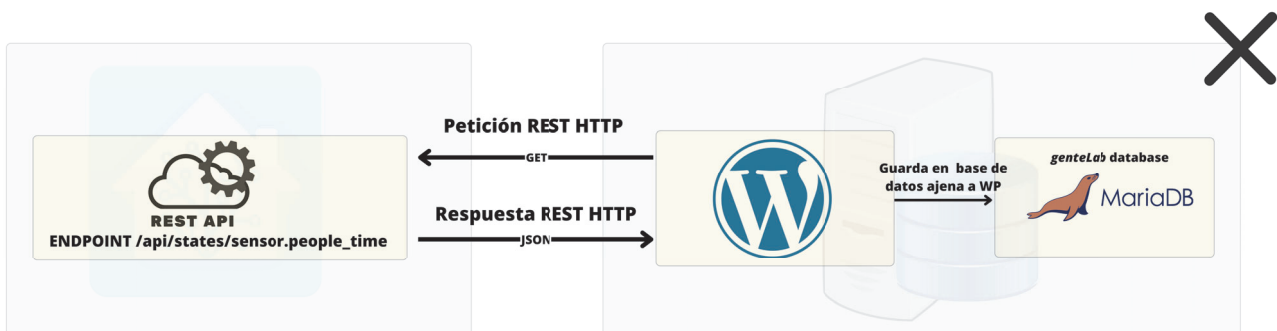 REST API
ENDPOINT /api/states/sensor.people_time
Petición REST HTTP
GET
Respuesta REST HTTP
JSON
Guarda en base de
datos ajena a WP
genteLab database
MariaDB